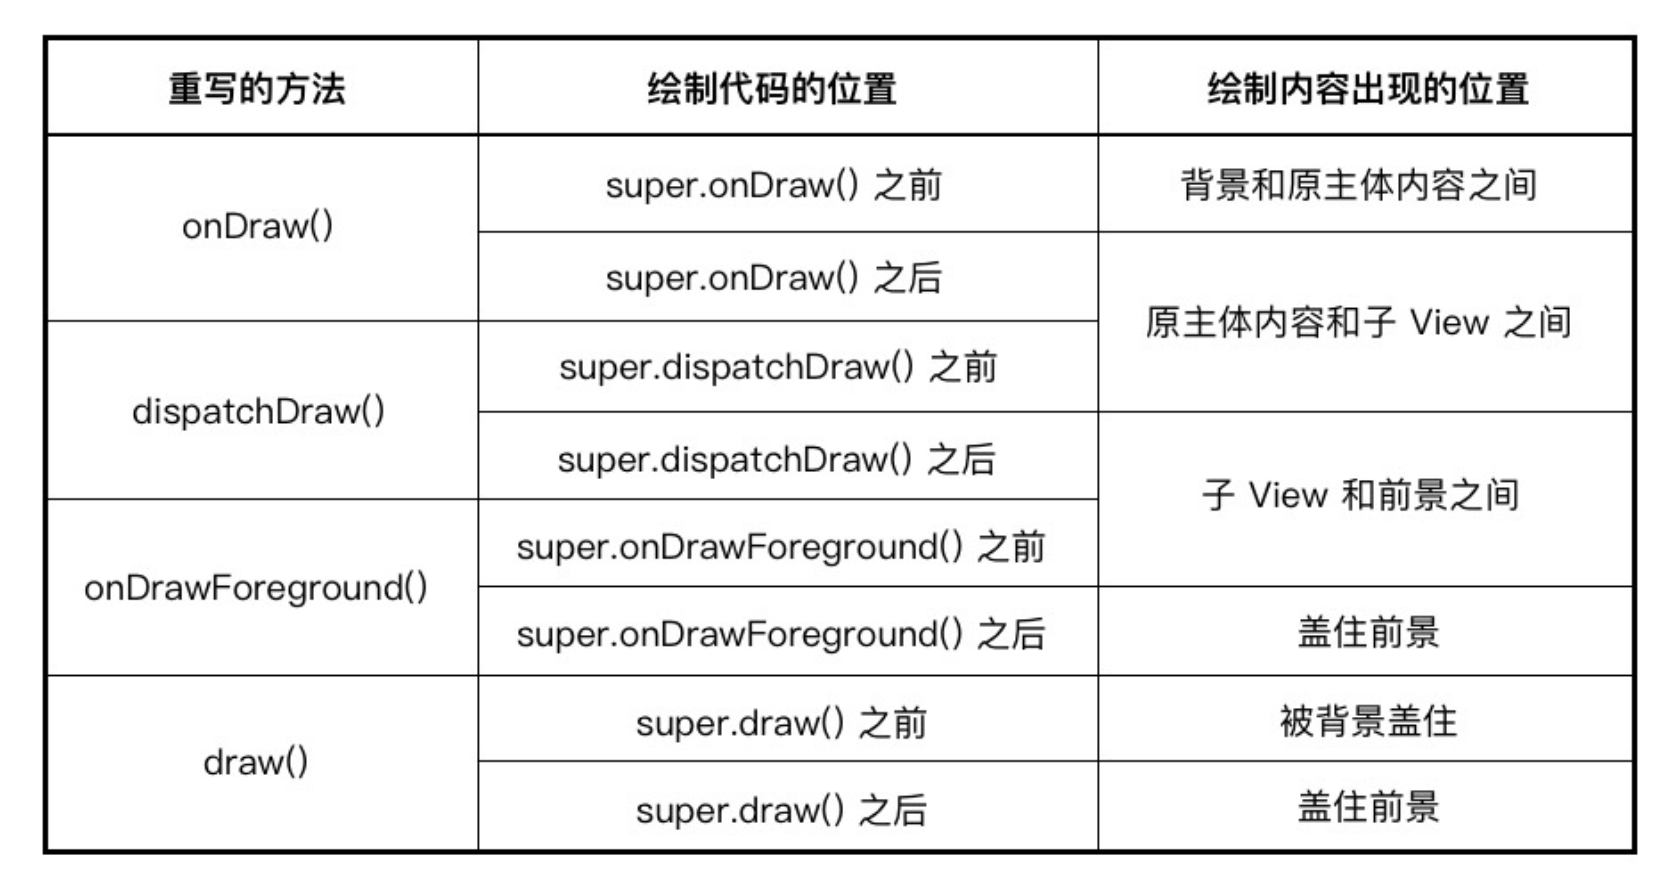 重写的方法
绘制代码的位置
绘制内容出现的位置
onDraw()
super.onDraw() 之前
背景和原主体内容之间
super.onDraw() 之后
原主体内容和子 View 之间
dispatchDraw()
super.dispatchDraw() 之前
super.dispatchDraw() 之后
子 View 和前景之间
onDrawForeground()
super.onDrawForeground() 之前
super.onDrawForeground() 之后
盖住前景
draw()
super.draw() 之前
被背景盖住
super.draw() 之后
盖住前景